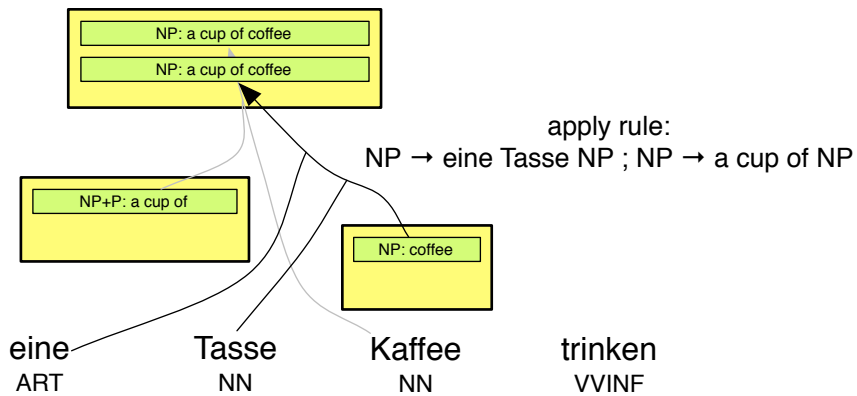 NP: a cup of coffee
NP: a cup of coffee
apply rule:
NP → eine Tasse NP ; NP → a cup of NP
NP+P: a cup of
NP: coffee
eine Tasse Kaffee trinken
ART NN NN VVINF